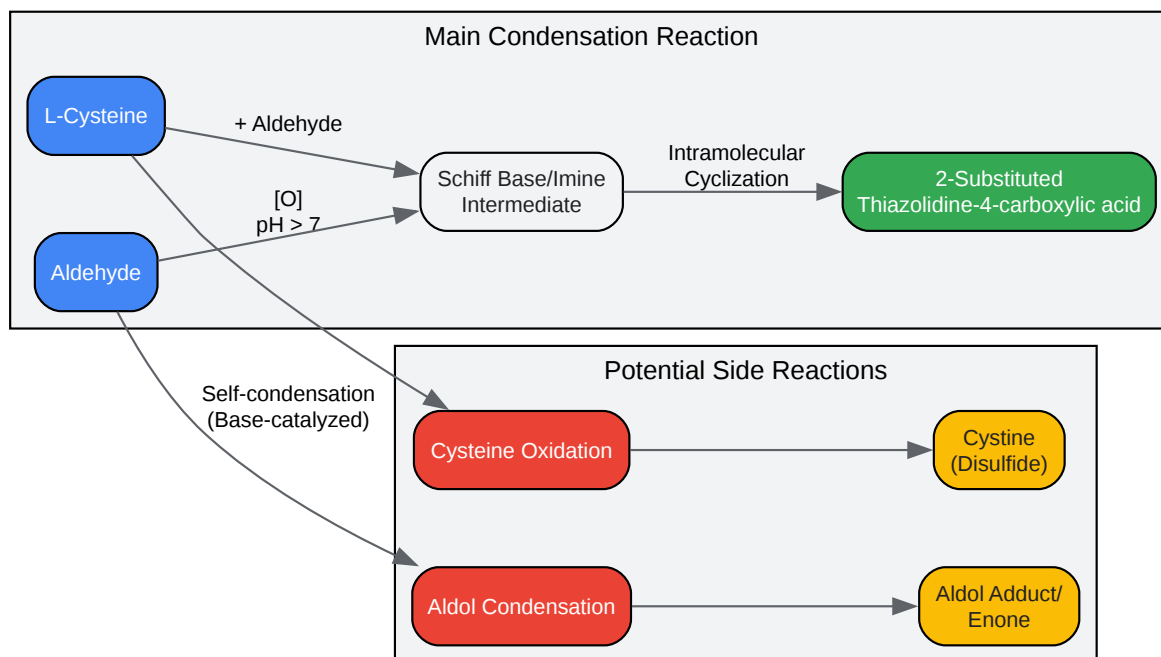 Main Condensation Reaction
L-Cysteine
+ Aldehyde
Schiff Base/Imine
Intermediate
Intramolecular
Cyclization
2-Substituted
Thiazolidine-4-carboxylic acid
[O]
pH > 7
Aldehyde
Potential Side Reactions
Self-condensation
(Base-catalyzed)
Cysteine Oxidation
Cystine
(Disulfide)
Aldol Condensation
Aldol Adduct/
Enone